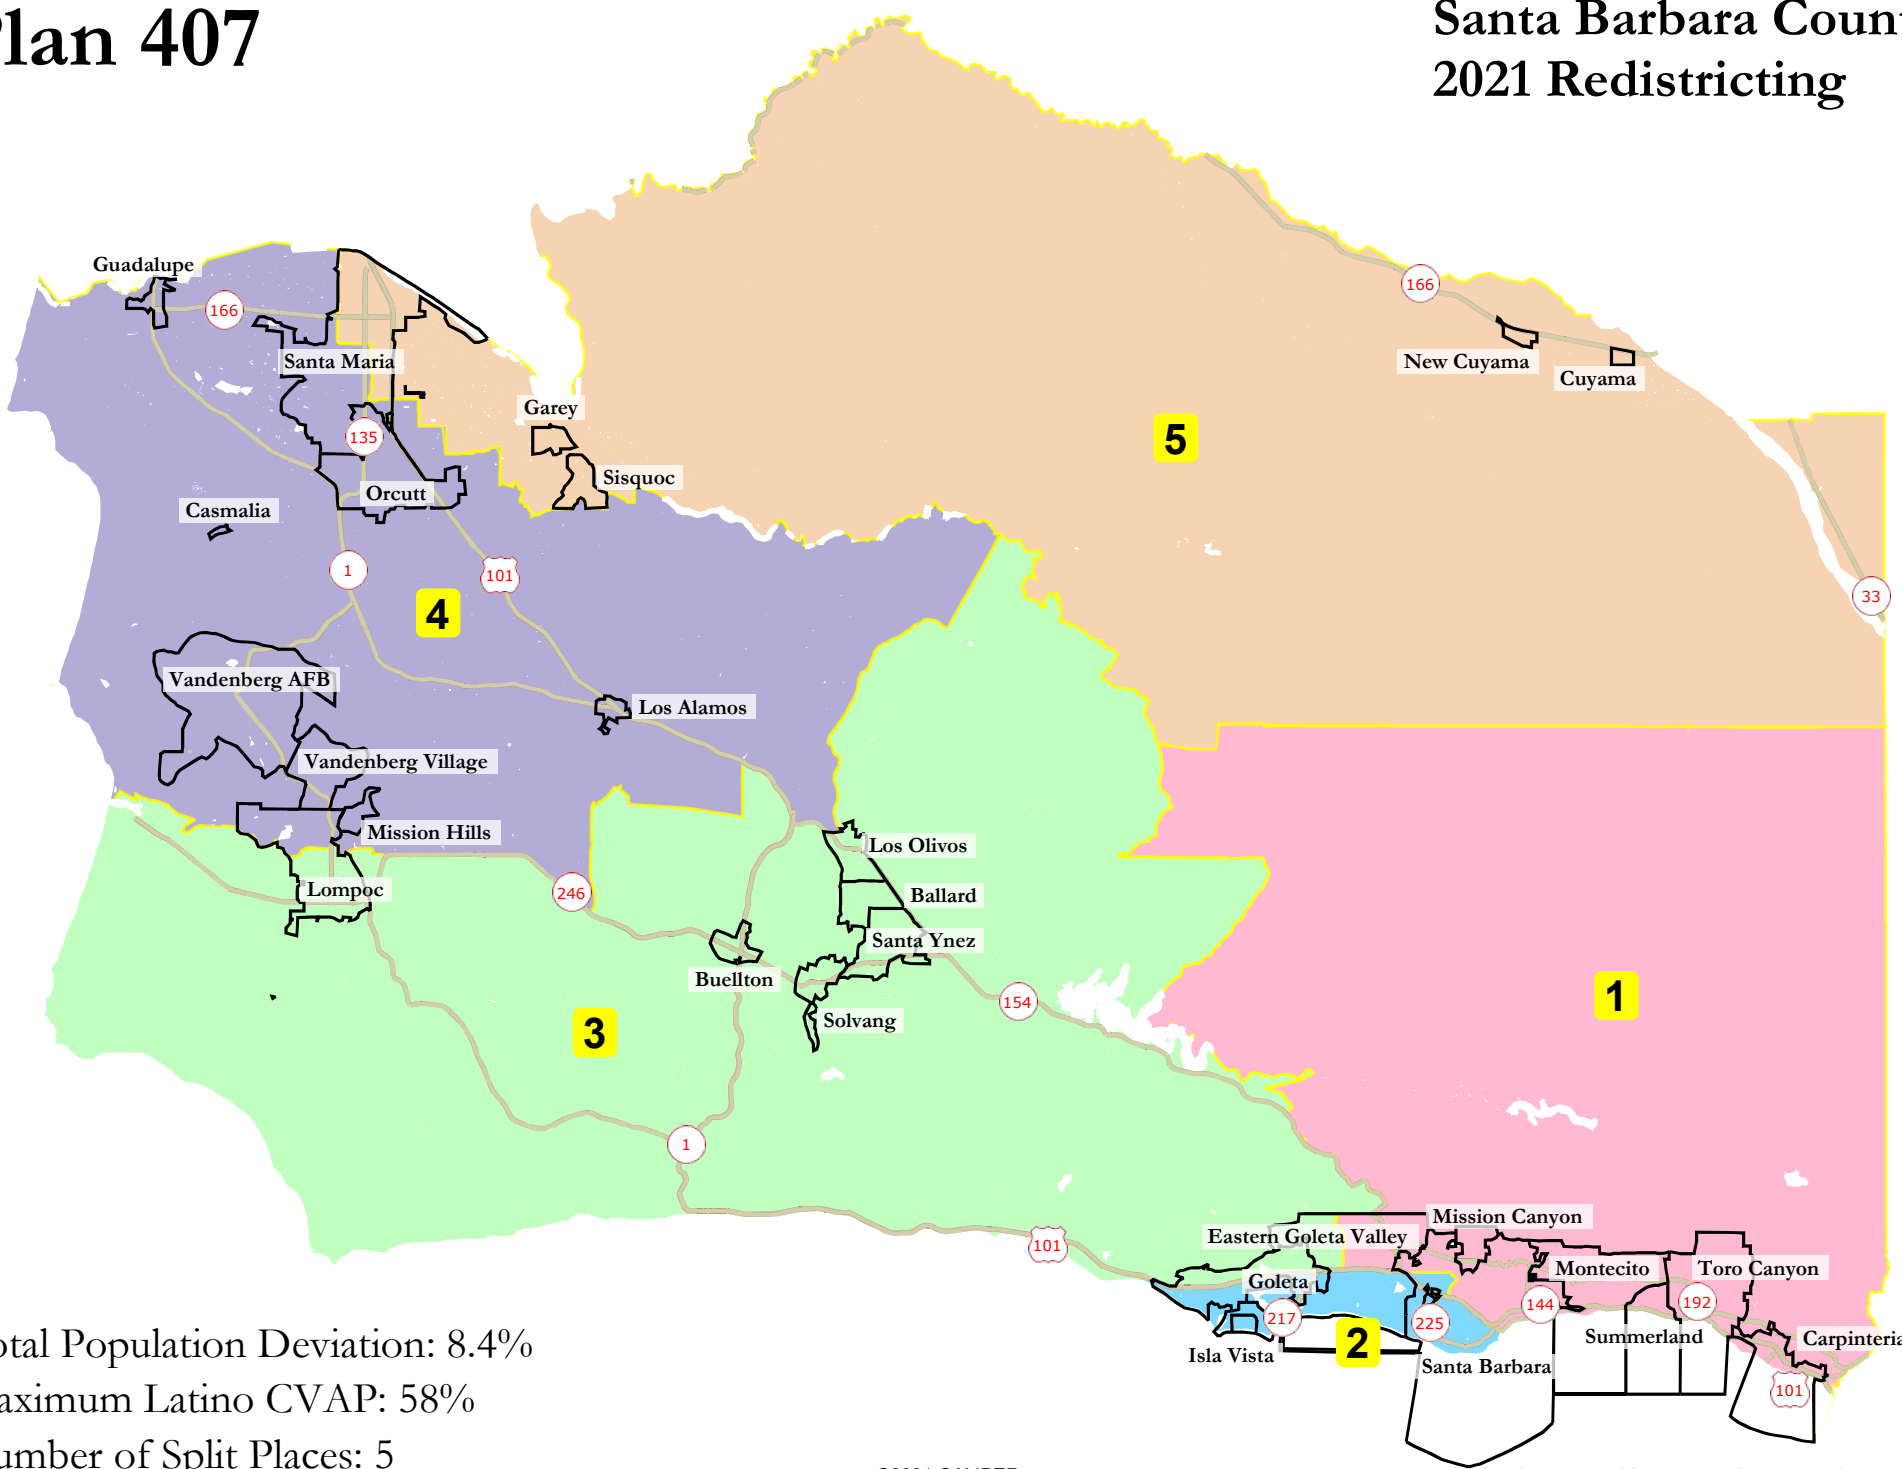 Plan 407
Santa Barbara Coun
2021 Redistricting
Guadalupe
166
166
Santa Maria
New Cuyama
Cuyama
Garey
135
5
Sisquoc
Orcutt
Casmalia
1
101
33
4
Vandenberg AFB
Los Alamos
Vandenberg Village
Mission Hills
Los Olivos
Lompoc
246
Ballard
Santa Ynez
Buellton
154
1
Solvang
3
1
Mission Canyon
Eastern Goleta Valley
101
Montecito
Toro Canyon
Goleta
217
225
144
192
2
Summerland
Carpinteria
Isla Vista
Santa Barbara
101
otal Population Deviation: 8.4%
aximum Latino CVAP: 58%
umber of Split Places: 5